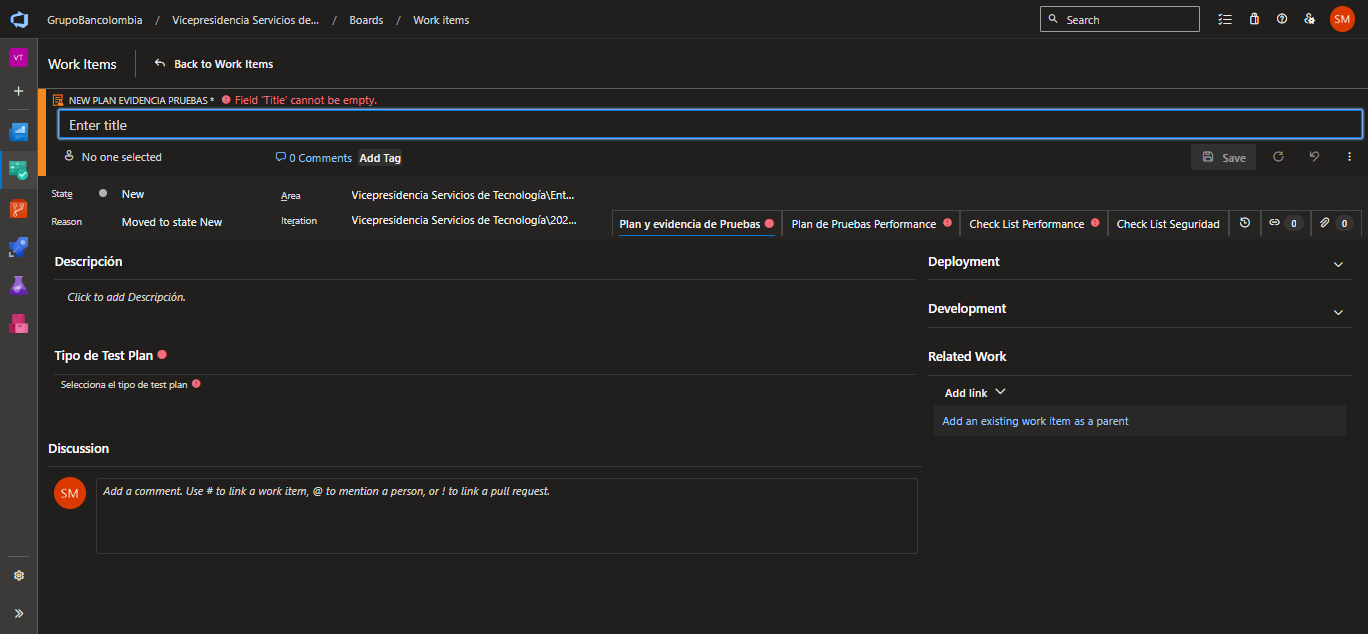 GrupoBancolombia / Vicepresidencia Servicios de... / Boards / Work items
Search
SM
VT
Work Items
Back to Work Items
NEW PLAN EVIDENCIA PRUEBAS * Field 'Title' cannot be empty.
Enter title
No one selected
0 Comments
Add Tag
Save
State
New
Area
Vicepresidencia Servicios de Tecnología\Ent...
Reason
Moved to state New
Iteration
Vicepresidencia Servicios de Tecnología\202...
Plan y evidencia de Pruebas
Plan de Pruebas Performance
Check List Performance
Check List Seguridad
0
0
Descripción
Click to add Descripción.
Tipo de Test Plan
Selecciona el tipo de test plan
Discussion
SM
Add a comment. Use # to link a work item, @ to mention a person, or ! to link a pull request.
Deployment
Development
Related Work
Add link
Add an existing work item as a parent